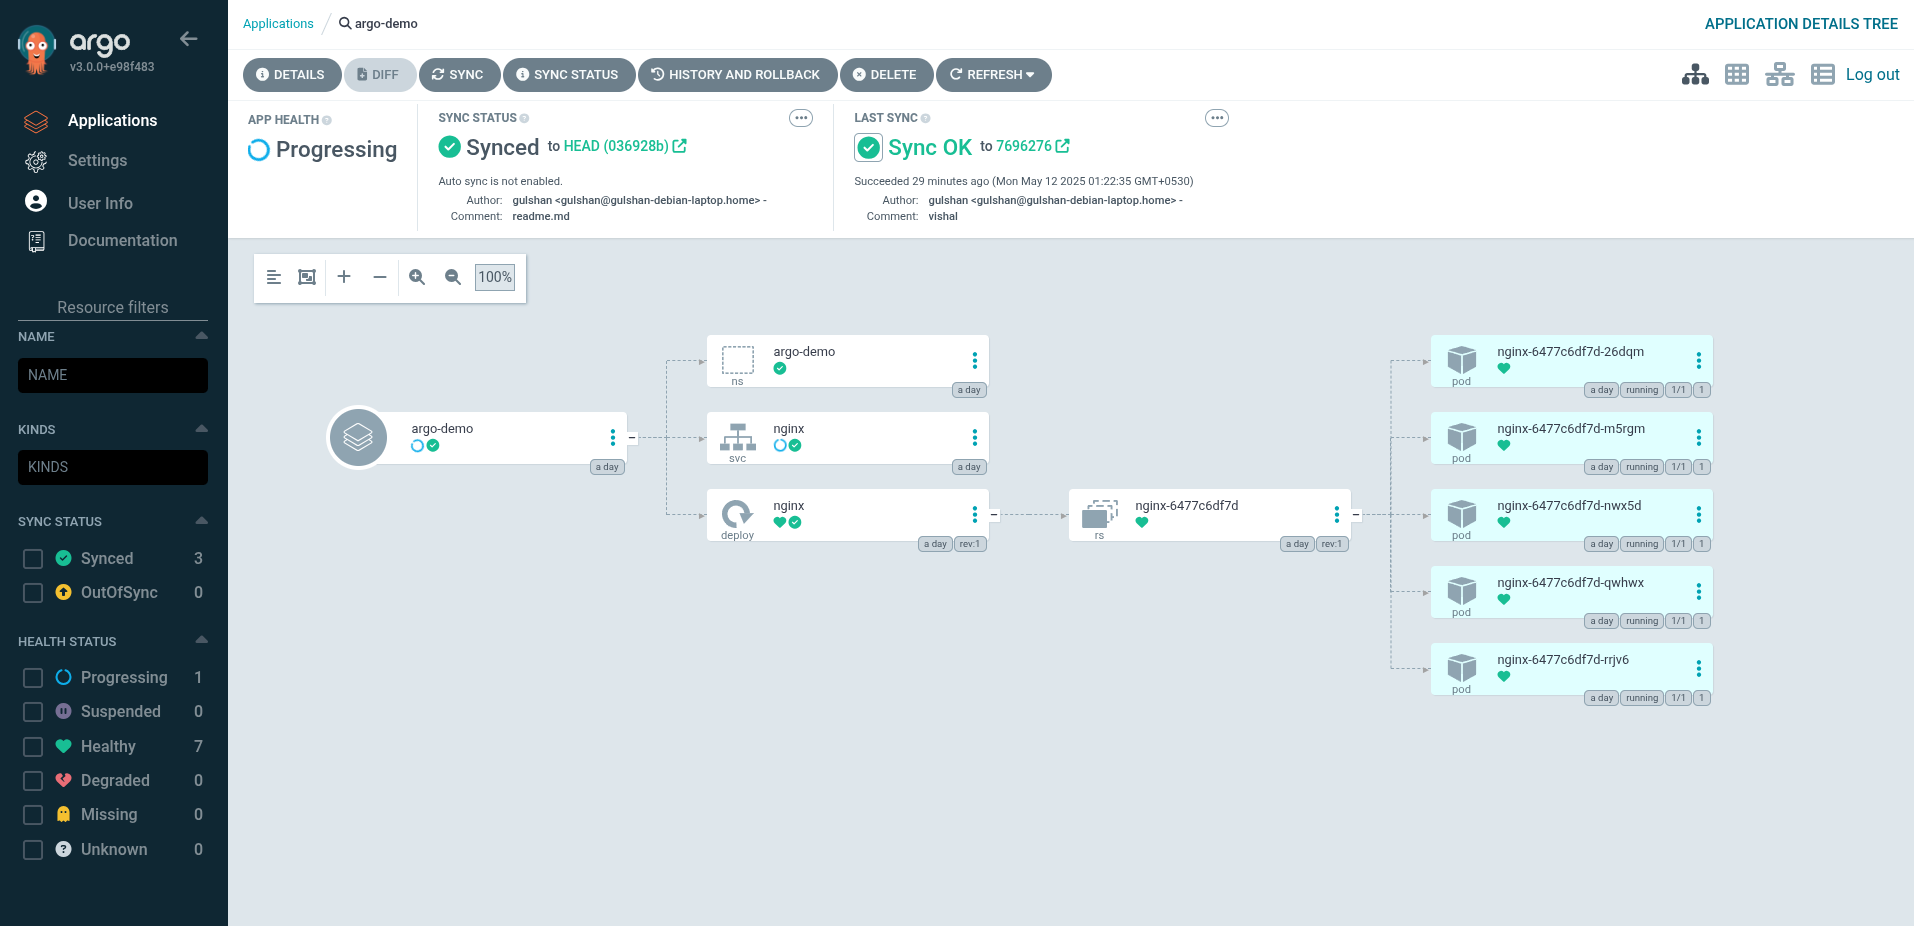 argo
v3.0.0+e98f483
Applications
Settings
User Info
Documentation
Resource filters
NAME
NAME
KINDS
KINDS
SYNC STATUS
Synced 3
OutOfSync 0
HEALTH STATUS
Progressing 1
Suspended 0
Healthy 7
Degraded 0
Missing 0
Unknown 0
Applications / argo-demo
APPLICATION DETAILS TREE
DETAILS DIFF SYNC SYNC STATUS HISTORY AND ROLLBACK DELETE REFRESH
Log out
APP HEALTH
Progressing
SYNC STATUS
Synced to HEAD (036928b)
Auto sync is not enabled.
Author: gulshan <gulshan@gulshan-debian-laptop.home> -
Comment: readme.md
LAST SYNC
Sync OK to 7696276
Succeeded 29 minutes ago (Mon May 12 2025 01:22:35 GMT+0530)
Author: gulshan <gulshan@gulshan-debian-laptop.home> -
Comment: vishal
100%
argo-demo
a day
argo-demo
ns
a day
nginx
svc
a day
nginx
deploy
a day rev:1
nginx-6477c6df7d
rs
a day rev:1
nginx-6477c6df7d-26dqm
pod
a day running 1/1 1
nginx-6477c6df7d-m5rgm
pod
a day running 1/1 1
nginx-6477c6df7d-nwx5d
pod
a day running 1/1 1
nginx-6477c6df7d-qwhwx
pod
a day running 1/1 1
nginx-6477c6df7d-rrjv6
pod
a day running 1/1 1